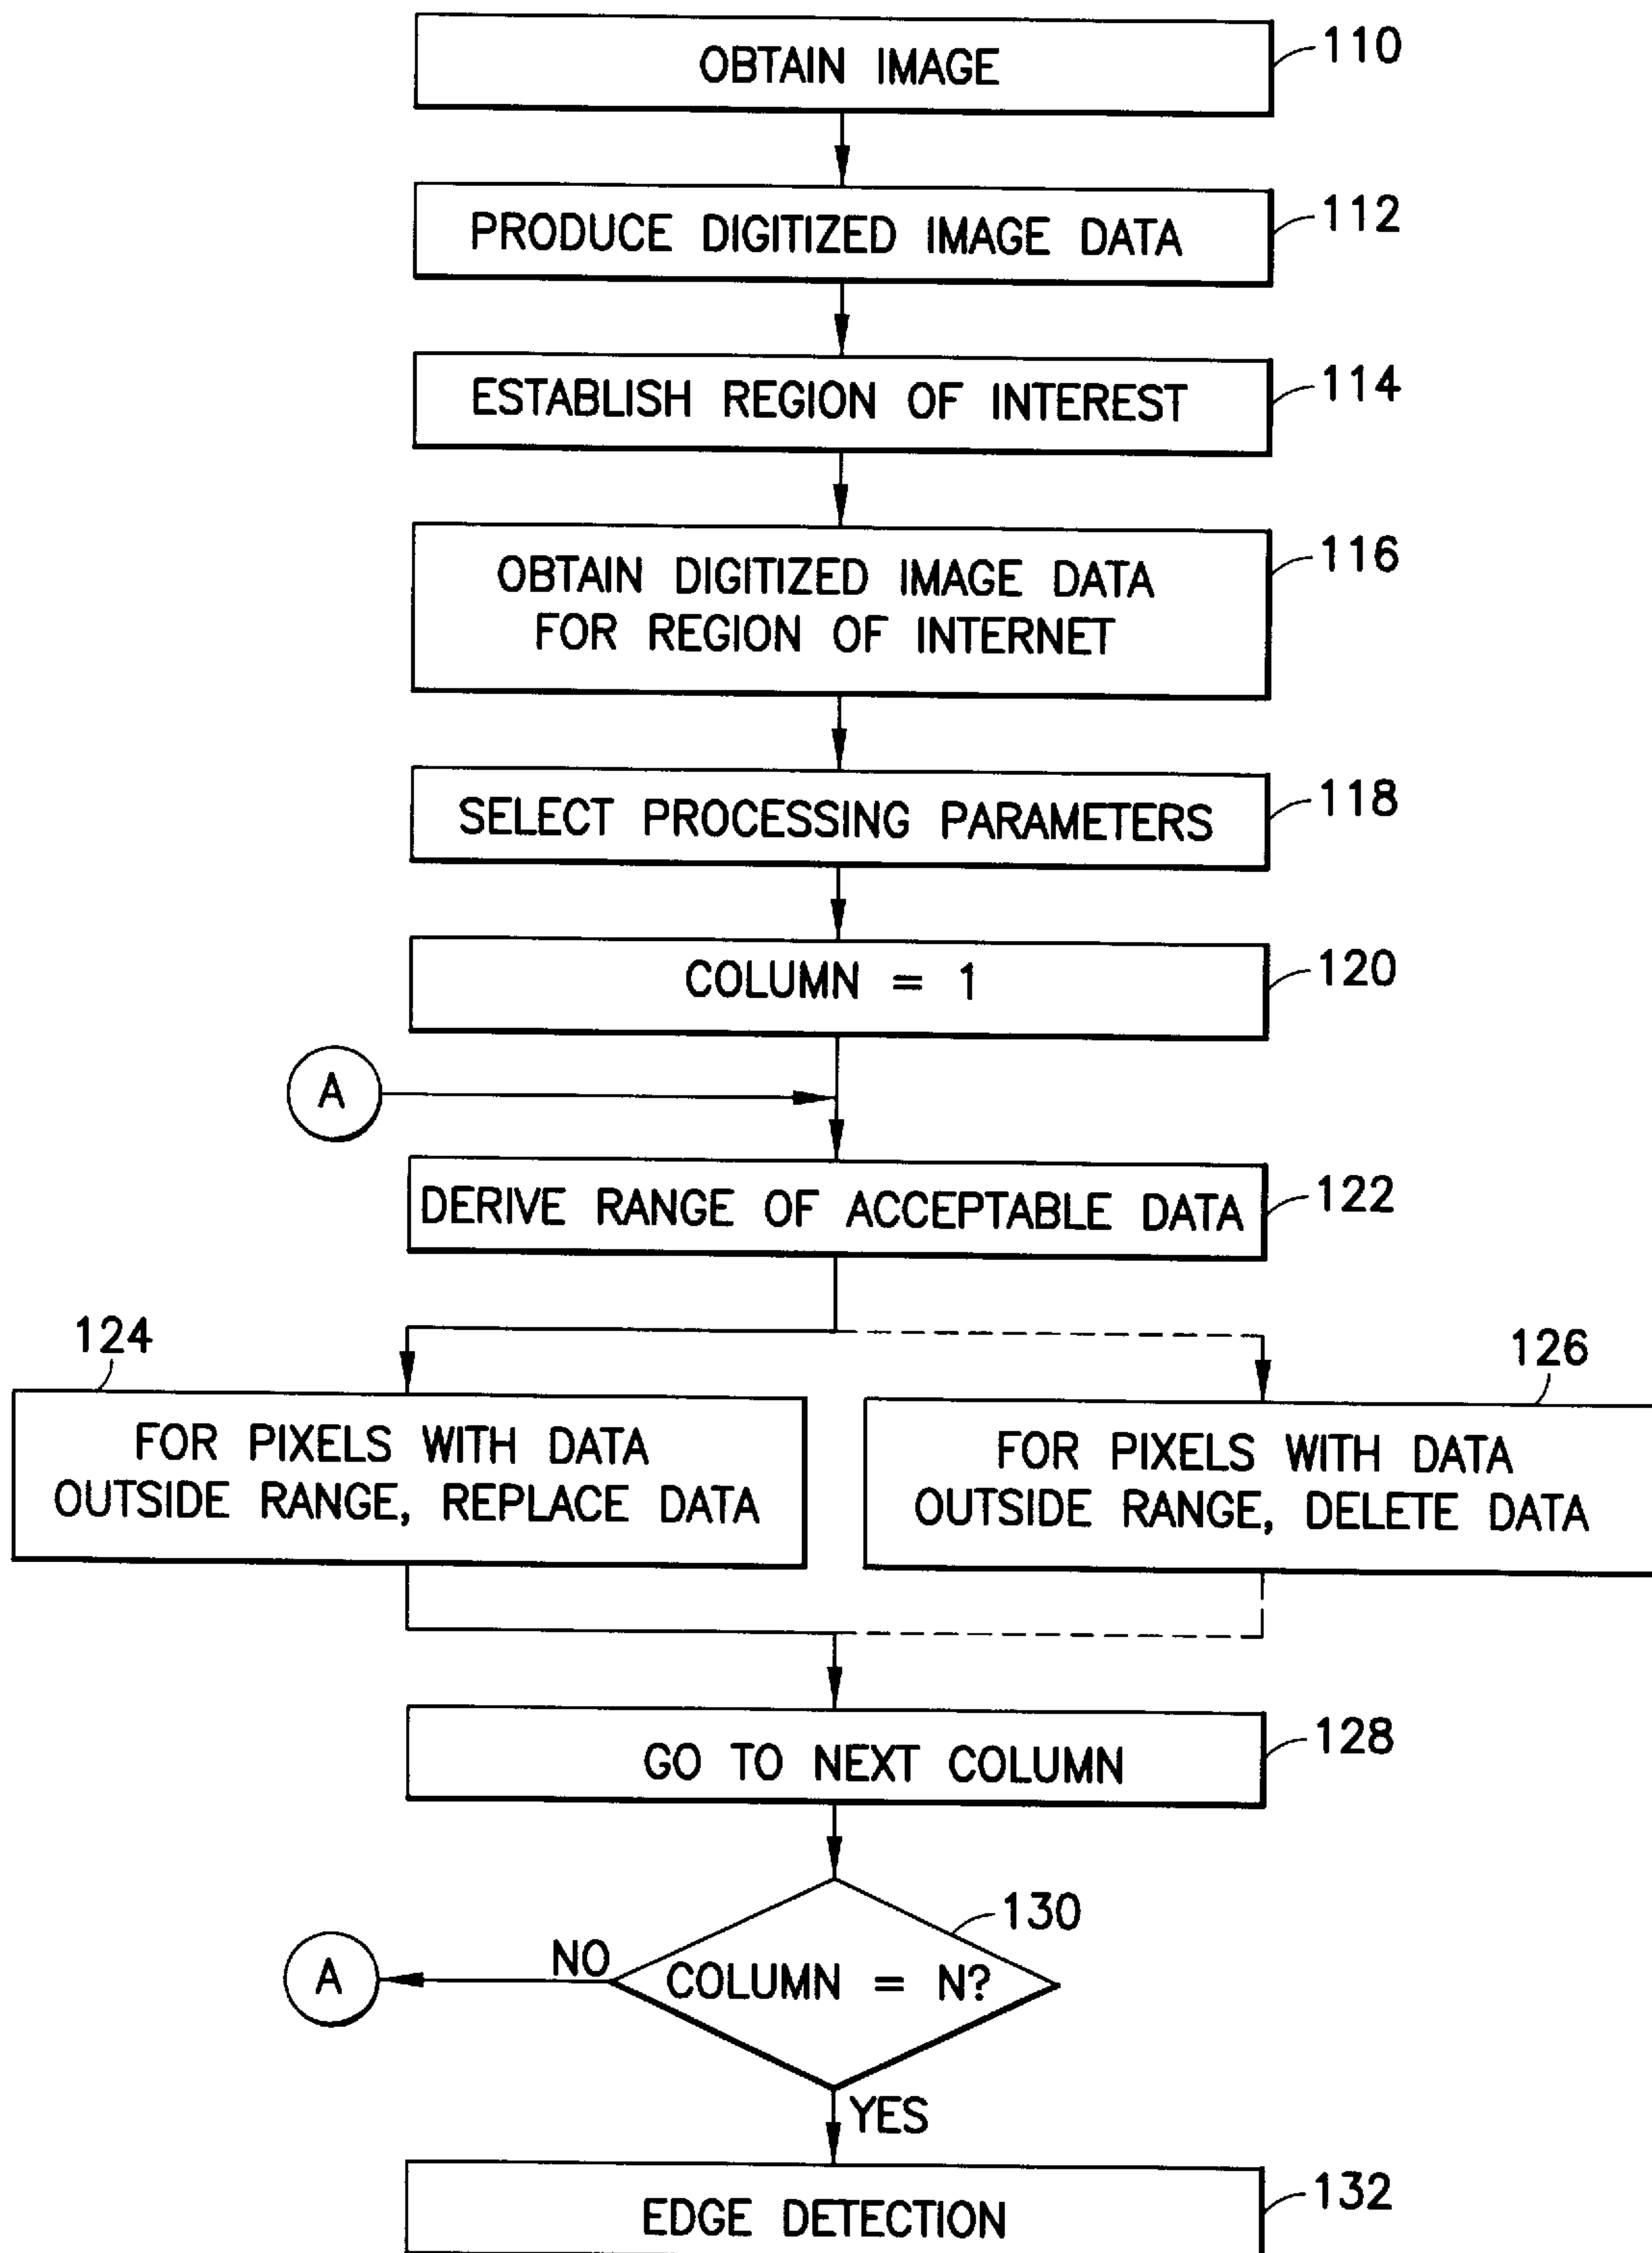 OBTAIN IMAGE
110
PRODUCE DIGITIZED IMAGE DATA
112
ESTABLISH REGION OF INTEREST
114
OBTAIN DIGITIZED IMAGE DATA
FOR REGION OF INTERNET
116
SELECT PROCESSING PARAMETERS
118
COLUMN = 1
120
A
DERIVE RANGE OF ACCEPTABLE DATA
122
124
FOR PIXELS WITH DATA
OUTSIDE RANGE, REPLACE DATA
126
FOR PIXELS WITH DATA
OUTSIDE RANGE, DELETE DATA
GO TO NEXT COLUMN
128
130
COLUMN = N?
NO
A
YES
EDGE DETECTION
132